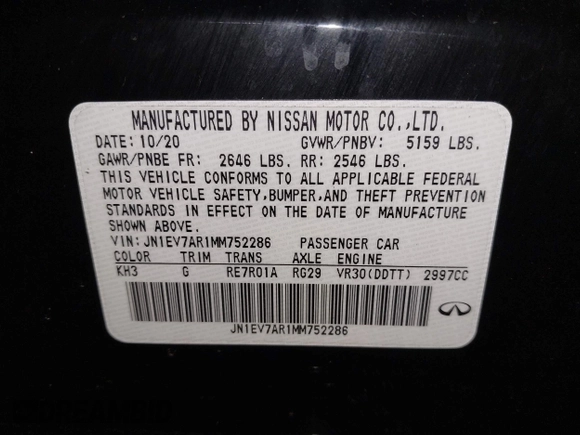 MANUFACTURED BY NISSAN MOTOR CO.,LTD.
DATE: 10/20 GVWR/PNBV: 5159 LBS.
GAWR/PNBE FR: 2646 LBS. RR: 2546 LBS.
THIS VEHICLE CONFORMS TO ALL APPLICABLE FEDERAL
MOTOR VEHICLE SAFETY,BUMPER,AND THEFT PREVENTION
STANDARDS IN EFFECT ON THE DATE OF MANUFACTURE
SHOWN ABOVE.
VIN: JN1EV7AR1MM752286 PASSENGER CAR
COLOR TRIM TRANS AXLE ENGINE
KH3 G RE7R01A RG29 VR30(DDTT) 2997CC
JN1EV7AR1MM752286